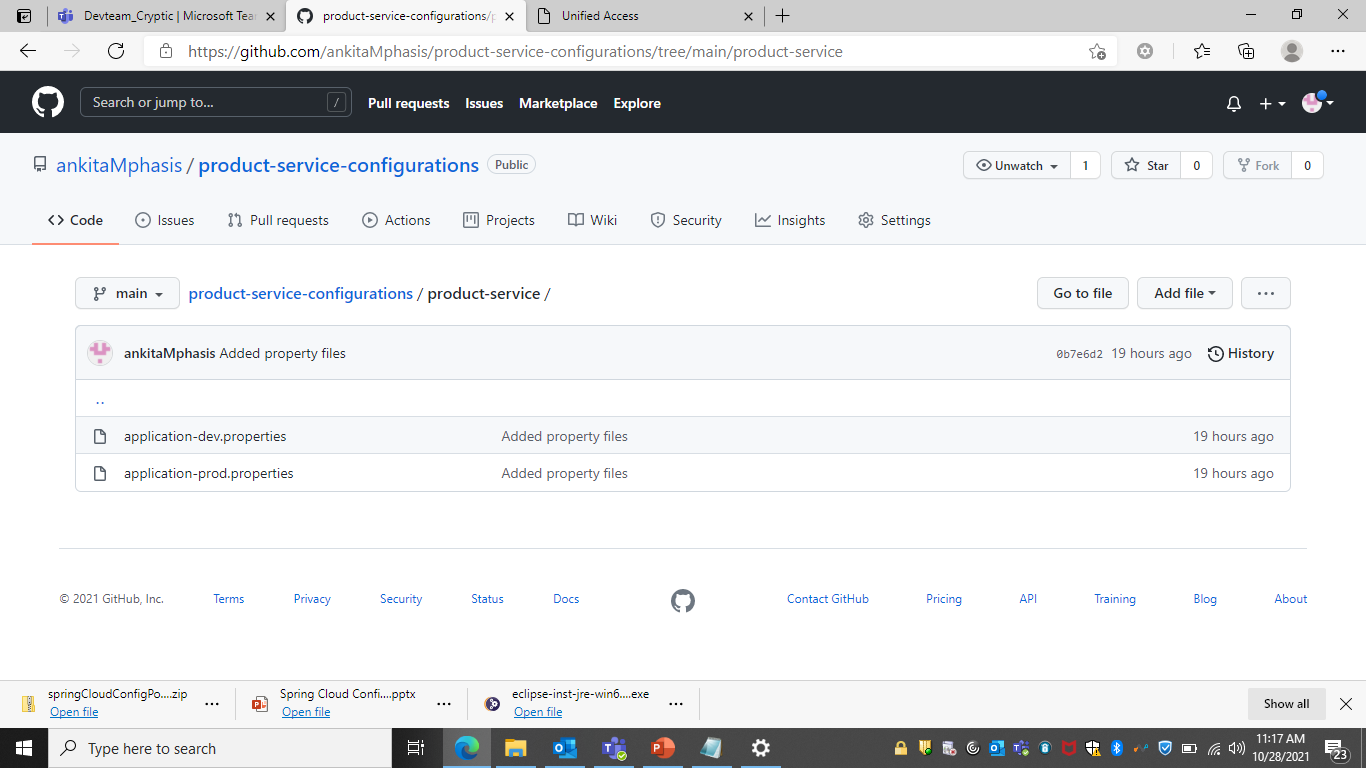 Devteam_Cryptic | Microsoft Tea
product-service-configurations/p
Unified Access
https://github.com/ankitaMphasis/product-service-configurations/tree/main/product-service
Search or jump to...
/
Pull requests
Issues
Marketplace
Explore
ankitaMphasis / product-service-configurations
Public
Unwatch
1
Star
0
Fork
0
Code
Issues
Pull requests
Actions
Projects
Wiki
Security
Insights
Settings
main
product-service-configurations / product-service /
Go to file
Add file
ankitaMphasis Added property files
0b7e6d2
19 hours ago
History
..
application-dev.properties
Added property files
19 hours ago
application-prod.properties
Added property files
19 hours ago
© 2021 GitHub, Inc.
Terms
Privacy
Security
Status
Docs
Contact GitHub
Pricing
API
Training
Blog
About
springCloudConfigPo....zip
Open file
Spring Cloud Confi....pptx
Open file
eclipse-inst-jre-win6....exe
Open file
Show all
Type here to search
11:17 AM
10/28/2021
23